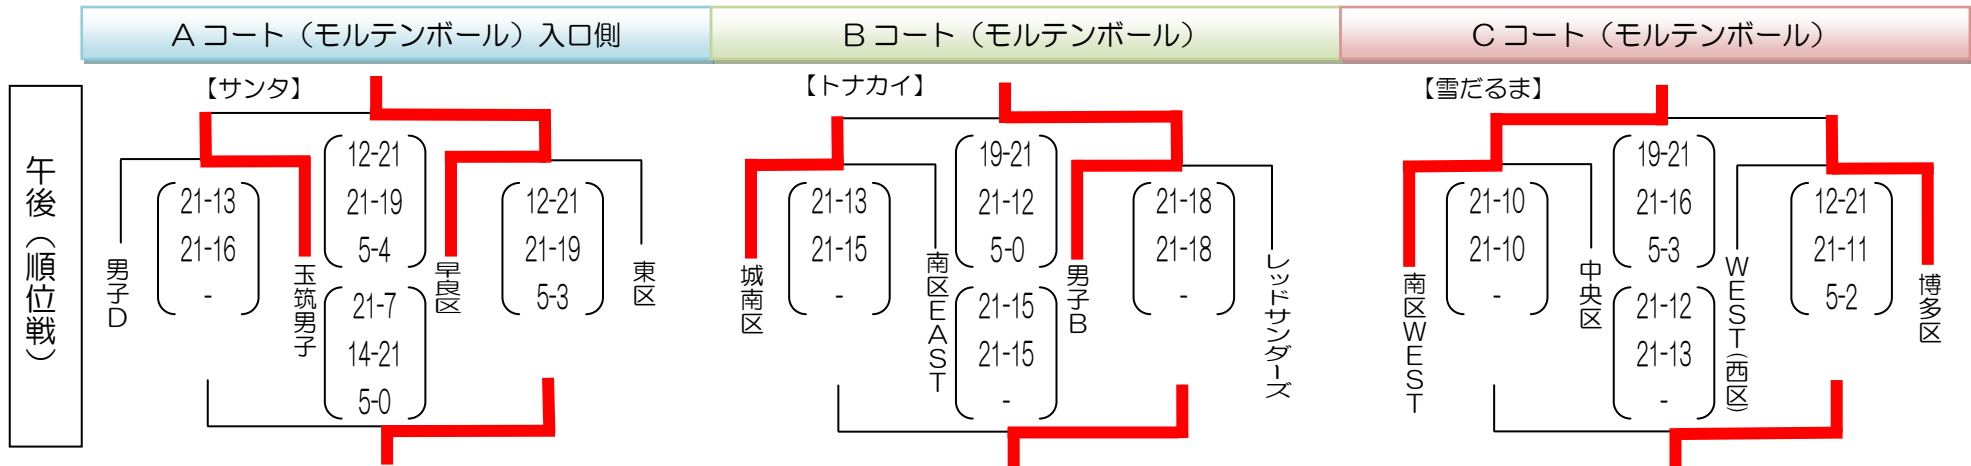 Aコート（モルテンボール）入口側
Bコート（モルテンボール）
Cコート（モルテンボール）
午後（順位戦）
【サンタ】
12-21
21-19
5-4
21-13
21-16
-
12-21
21-19
5-3
男子D
玉筑男子
早良区
東区
21-7
14-21
5-0
【トナカイ】
19-21
21-12
5-0
21-13
21-15
-
21-18
21-18
-
城南区
南区EAST
男子B
レッドサンダーズ
21-15
21-15
-
【雪だるま】
19-21
21-16
5-3
21-10
21-10
-
12-21
21-11
5-2
南区WEST
中央区
WEST（西区）
博多区
21-12
21-13
-